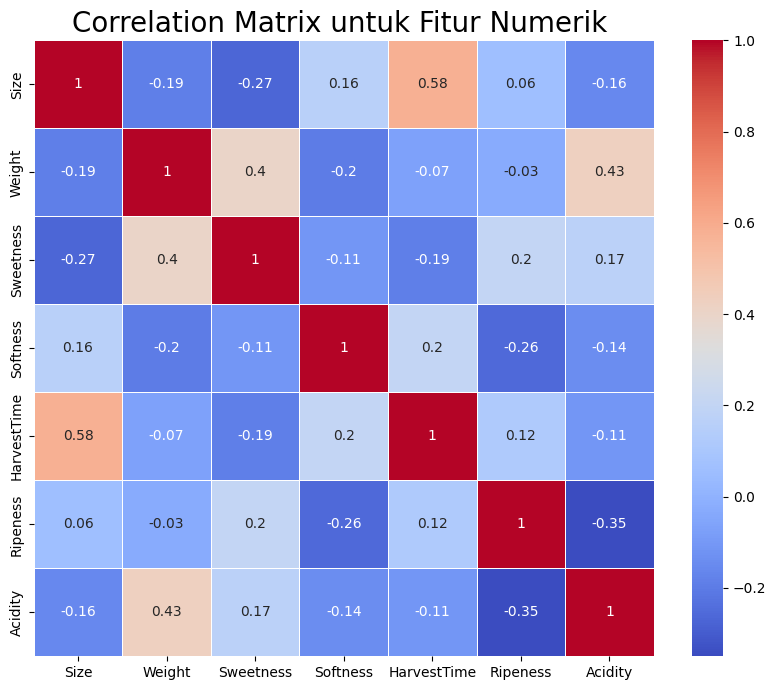 Correlation Matrix untuk Fitur Numerik
Size 1 -0.19 -0.27 0.16 0.58 0.06 -0.16
Weight -0.19 1 0.4 -0.2 -0.07 -0.03 0.43
Sweetness -0.27 0.4 1 -0.11 -0.19 0.2 0.17
Softness 0.16 -0.2 -0.11 1 0.2 -0.26 -0.14
HarvestTime 0.58 -0.07 -0.19 0.2 1 0.12 -0.11
Ripeness 0.06 -0.03 0.2 -0.26 0.12 1 -0.35
Acidity -0.16 0.43 0.17 -0.14 -0.11 -0.35 1
Size Weight Sweetness Softness HarvestTime Ripeness Acidity
1.0
0.8
0.6
0.4
0.2
0.0
-0.2